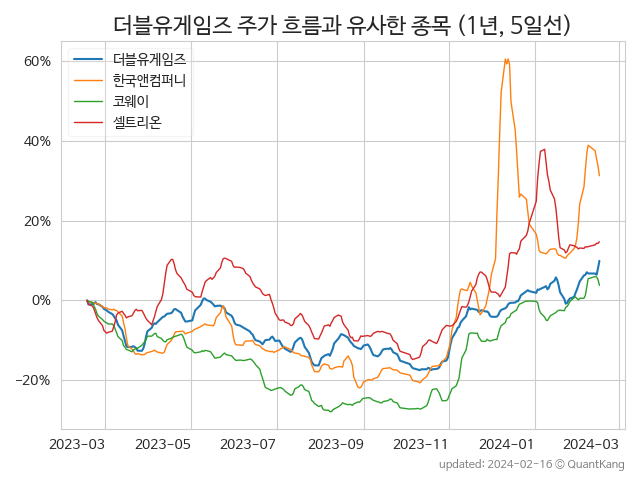 더블유게임즈 주가 흐름과 유사한 종목 (1년, 5일선)
60%
40%
20%
0%
−20%
더블유게임즈
한국앤컴퍼니
코웨이
셀트리온
2023-03 2023-05 2023-07 2023-09 2023-11 2024-01 2024-03
updated: 2024-02-16 © QuantKang